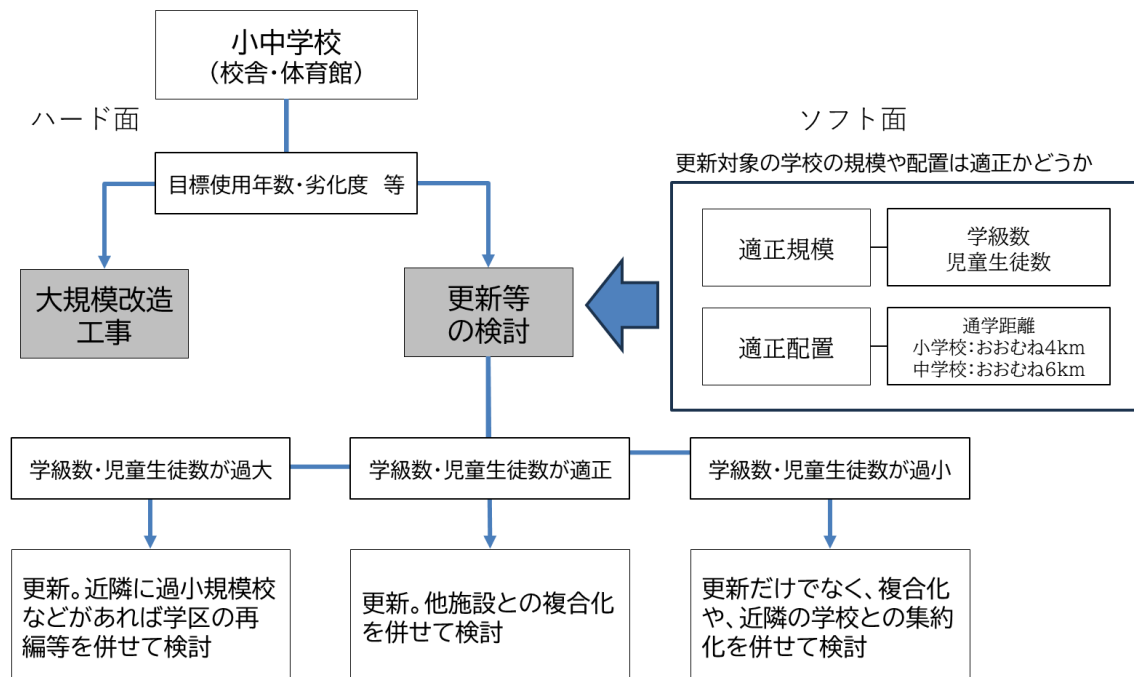 小中学校
（校舎・体育館）
ハード面
ソフト面
目標使用年数・劣化度　等
更新対象の学校の規模や配置は適正かどうか
適正規模
学級数
児童生徒数
大規模改造
工事
更新等
の検討
適正配置
通学距離
小学校：おおむね4km
中学校：おおむね6km
学級数・児童生徒数が過大
学級数・児童生徒数が適正
学級数・児童生徒数が過小
更新。近隣に過小規模校
などがあれば学区の再
編等を併せて検討
更新。他施設との複合化
を併せて検討
更新だけでなく、複合化
や、近隣の学校との集約
化を併せて検討